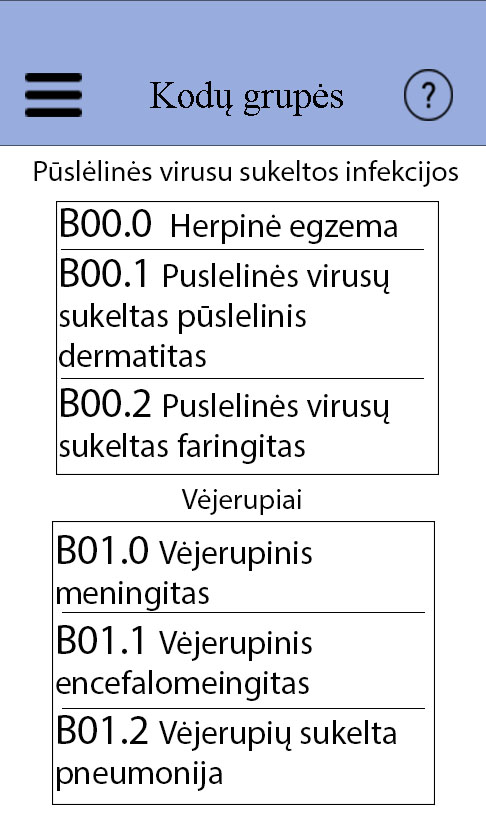 Kodų grupės
?
Pūslėlinės virusu sukeltos infekcijos
B00.0 Herpinė egzema
B00.1 Puslelinės virusų
sukeltas pūslelinis
dermatitas
B00.2 Puslelinės virusų
sukeltas faringitas
Vėjerupiai
B01.0 Vėjerupinis
meningitas
B01.1 Vėjerupinis
encefalomeingitas
B01.2 Vėjerupių sukelta
pneumonija